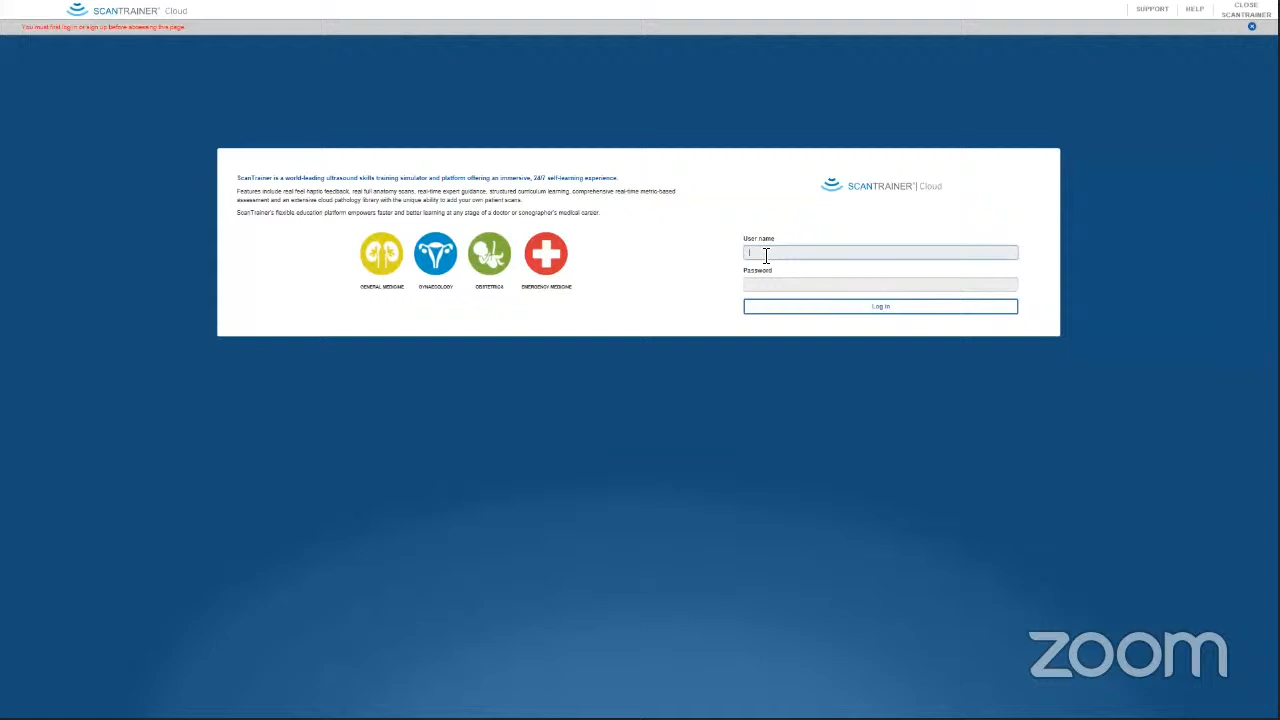 SCANTRAINER® Cloud
SUPPORT
HELP
CLOSE
SCANTRAINER
You must first log in or sign up before accessing this page.
ScanTrainer is a world-leading ultrasound skills training simulator and platform offering an immersive, 24/7 self-learning experience.
Features include real feel haptic feedback, real full anatomy scans, real-time expert guidance, structured curriculum learning, comprehensive real-time metric-based
assessment and an extensive cloud pathology library with the unique ability to add your own patient scans.
ScanTrainer's flexible education platform empowers faster and better learning at any stage of a doctor or sonographer's medical career.
GENERAL MEDICINE
GYNAECOLOGY
OBSTETRICS
EMERGENCY MEDICINE
SCANTRAINER® | Cloud
User name
Password
Log in
zoom